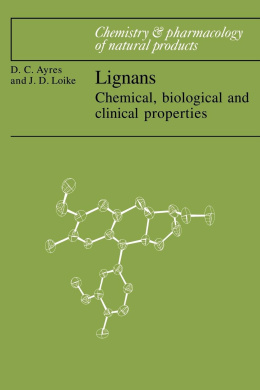 Chemistry & pharmacology
of natural products
D. C. Ayres
and J. D. Loike
Lignans
Chemical, biological and
clinical properties